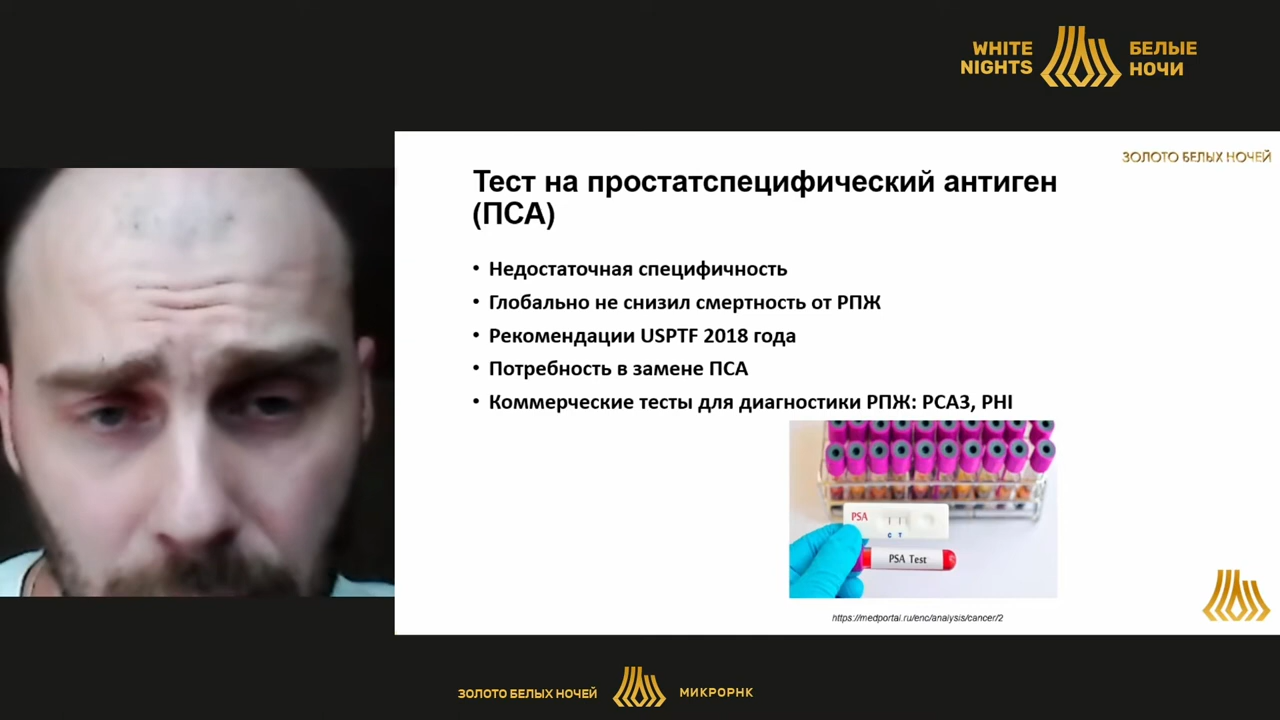 WHITE
NIGHTS
БЕЛЫЕ
НОЧИ
ЗОЛОТО БЕЛЫХ НОЧЕЙ
Тест на простатспецифический антиген
(ПСА)
• Недостаточная специфичность
• Глобально не снизил смертность от РПЖ
• Рекомендации USPTF 2018 года
• Потребность в замене ПСА
• Коммерческие тесты для диагностики РПЖ: PCA3, PHI
PSA
C T
PSA Test
https://medportal.ru/enc/analysis/cancer/2
ЗОЛОТО БЕЛЫХ НОЧЕЙ
МИКРОРНК